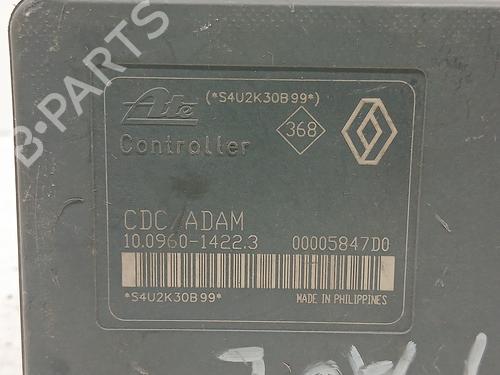 B-PARTS
Ate (*S4U2K30B99*)
368
Controller
CDC/ADAM
10.0960-1422.3 00005847D0
*S4U2K30B99* MADE IN PHILIPPINES